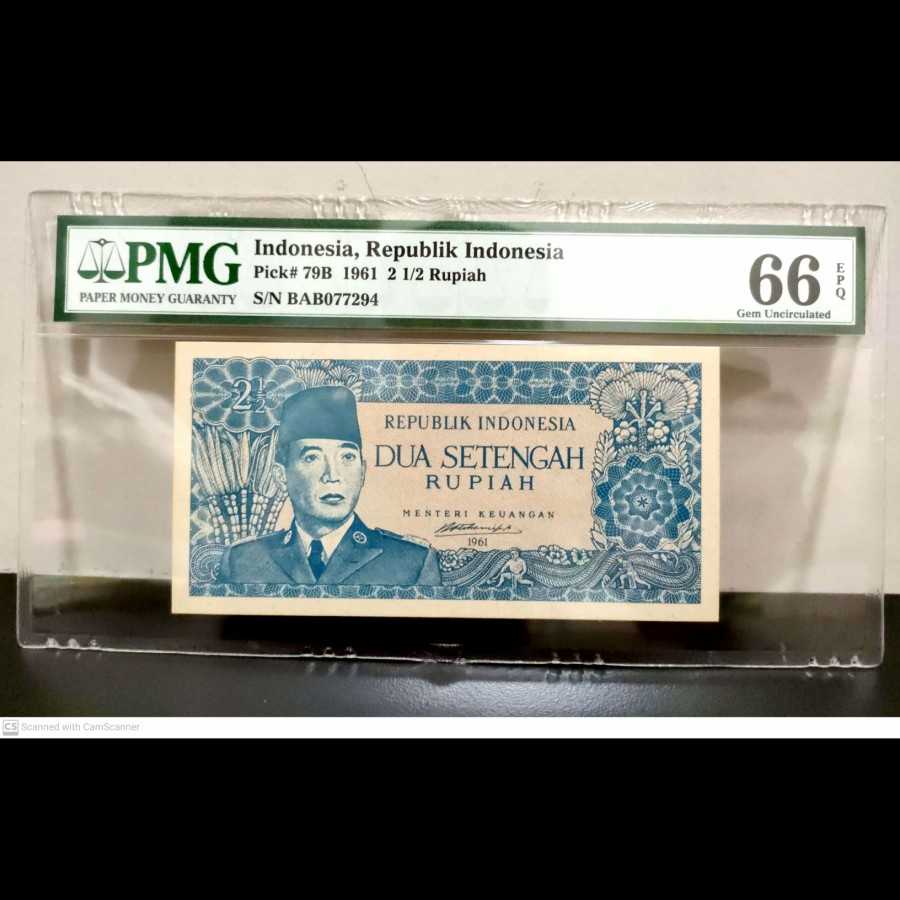 PMG
PAPER MONEY GUARANTY
Indonesia, Republik Indonesia
Pick# 79B 1961 2 1/2 Rupiah
S/N BAB077294
66
EPQ
Gem Uncirculated
2½
REPUBLIK INDONESIA
DUA SETENGAH
RUPIAH
MENTERI KEUANGAN
1961
CS Scanned with CamScanner